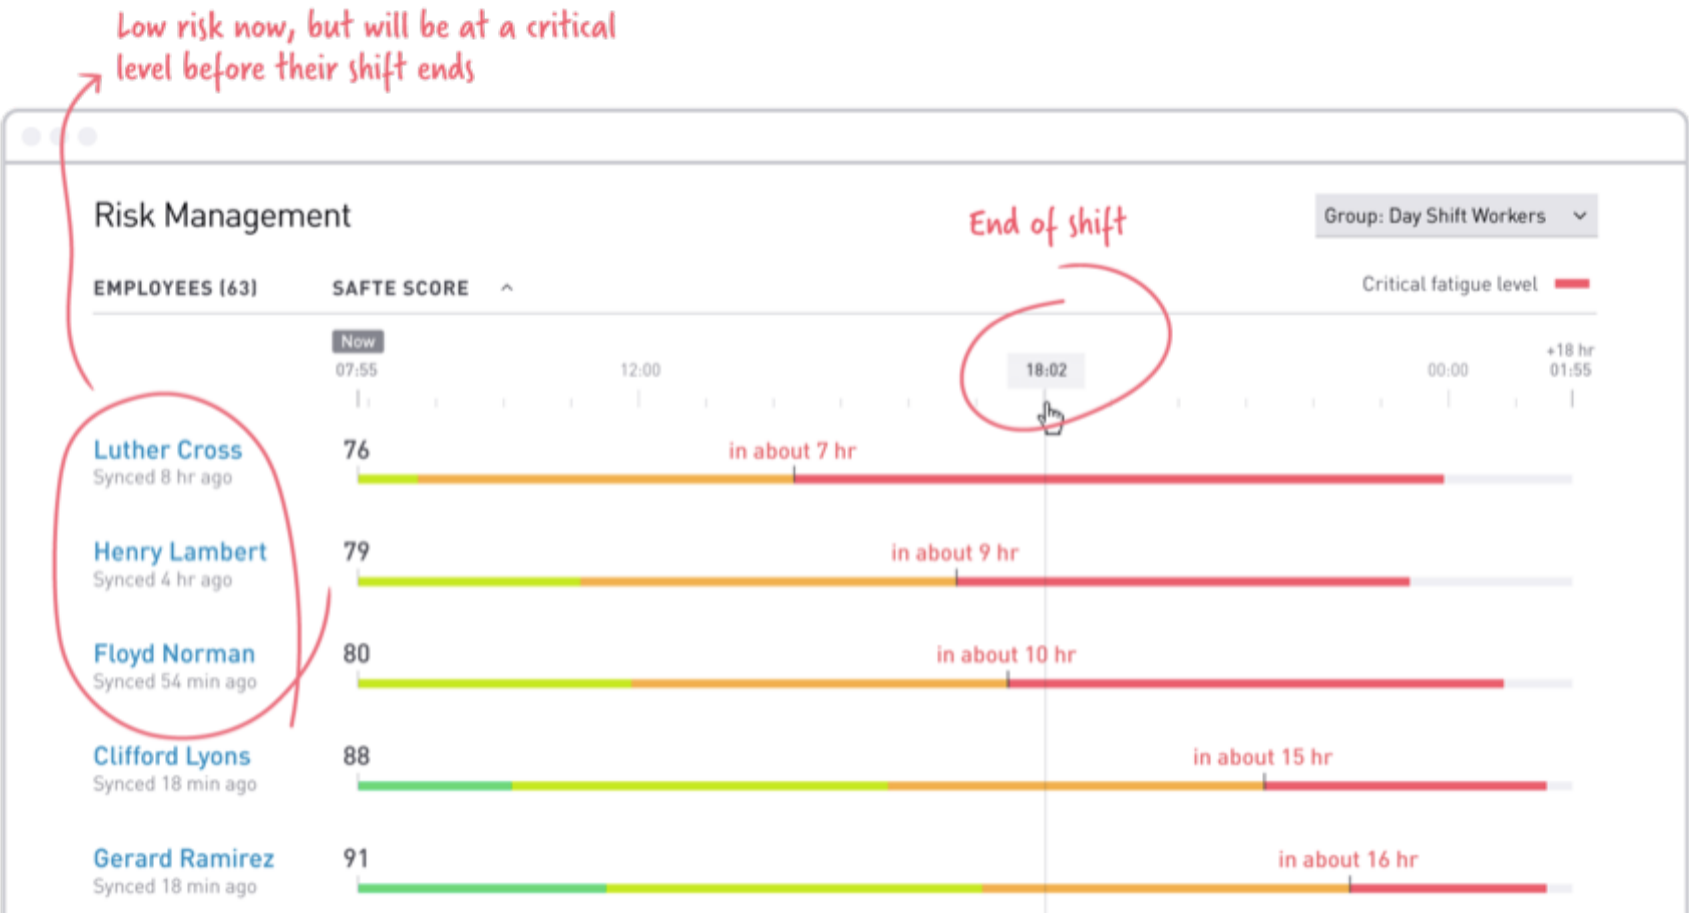 Low risk now, but will be at a critical
level before their shift ends
Risk Management
End of shift
Group: Day Shift Workers
EMPLOYEES (63)
SAFTE SCORE
Critical fatigue level
Now
07:55
12:00
18:02
00:00
+18 hr
01:55
Luther Cross
Synced 8 hr ago
76
in about 7 hr
Henry Lambert
Synced 4 hr ago
79
in about 9 hr
Floyd Norman
Synced 54 min ago
80
in about 10 hr
Clifford Lyons
Synced 18 min ago
88
in about 15 hr
Gerard Ramirez
Synced 18 min ago
91
in about 16 hr